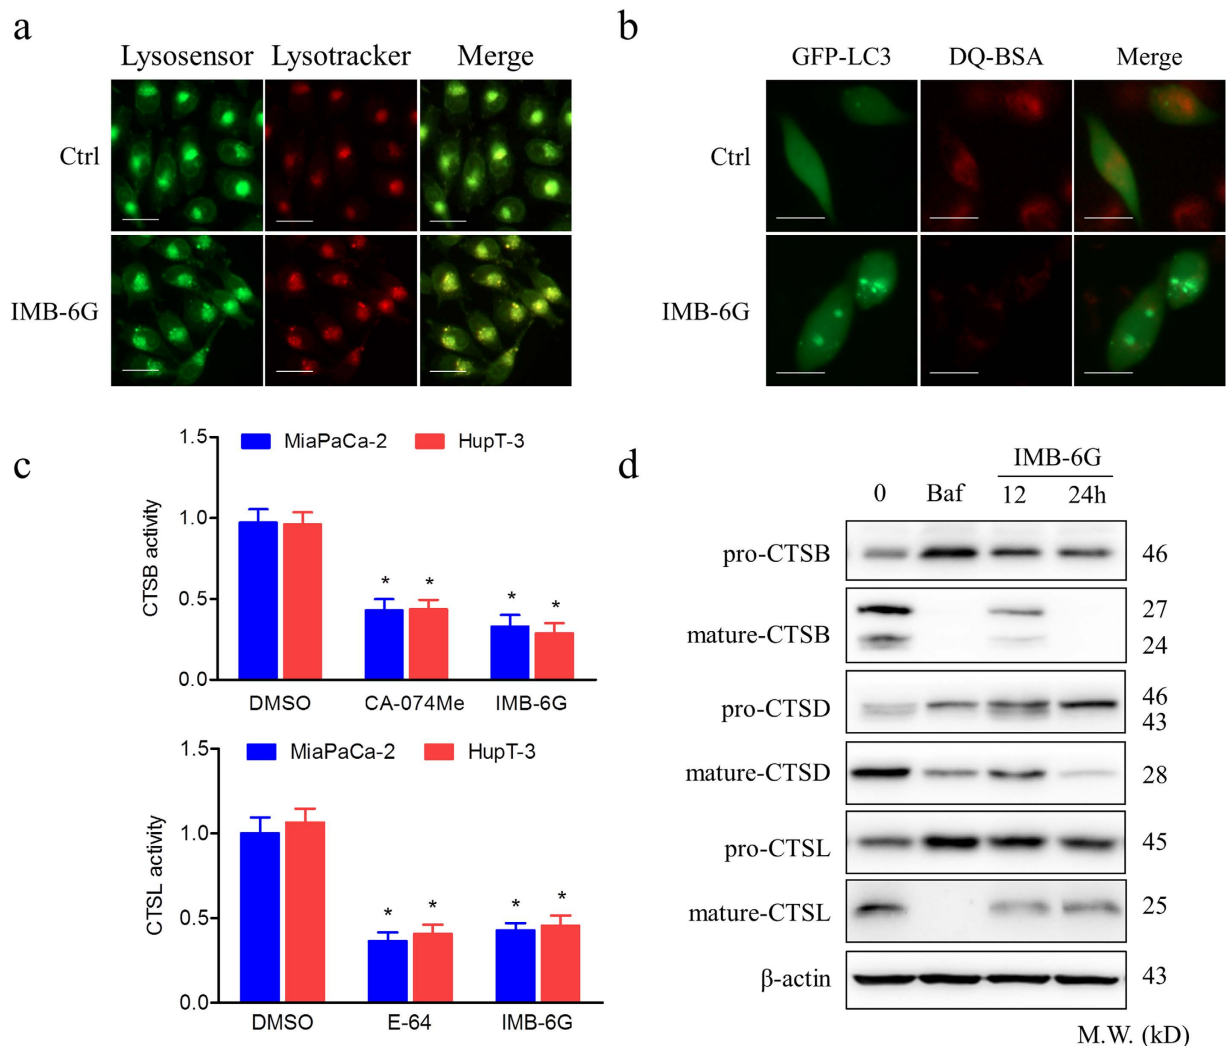 a
Lysosensor Lysotracker Merge
Ctrl
IMB-6G
b
GFP-LC3 DQ-BSA Merge
Ctrl
IMB-6G
c
1.5
1.0
0.5
0.0
CTSB activity
MiaPaCa-2 HupT-3
* * * *
DMSO CA-074Me IMB-6G
1.5
1.0
0.5
0.0
CTSL activity
MiaPaCa-2 HupT-3
* * * *
DMSO E-64 IMB-6G
d
IMB-6G
0 Baf 12 24h
pro-CTSB 46
mature-CTSB 27
24
pro-CTSD 46
43
mature-CTSD 28
pro-CTSL 45
mature-CTSL 25
β-actin 43
M.W. (kD)